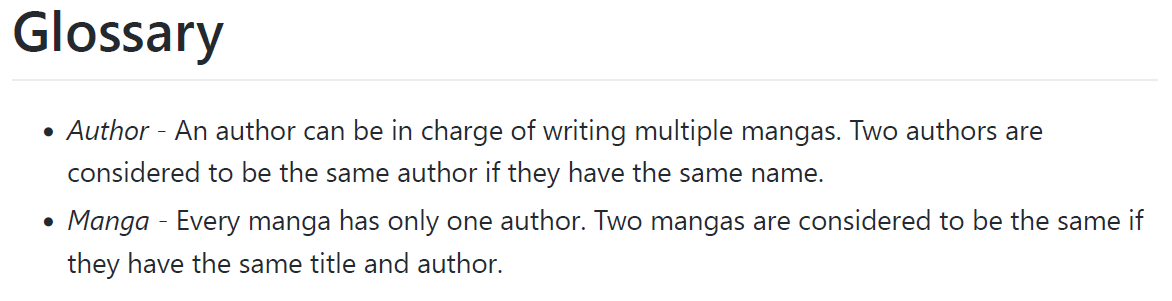 Glossary
• Author - An author can be in charge of writing multiple mangas. Two authors are
considered to be the same author if they have the same name.
• Manga - Every manga has only one author. Two mangas are considered to be the same if
they have the same title and author.